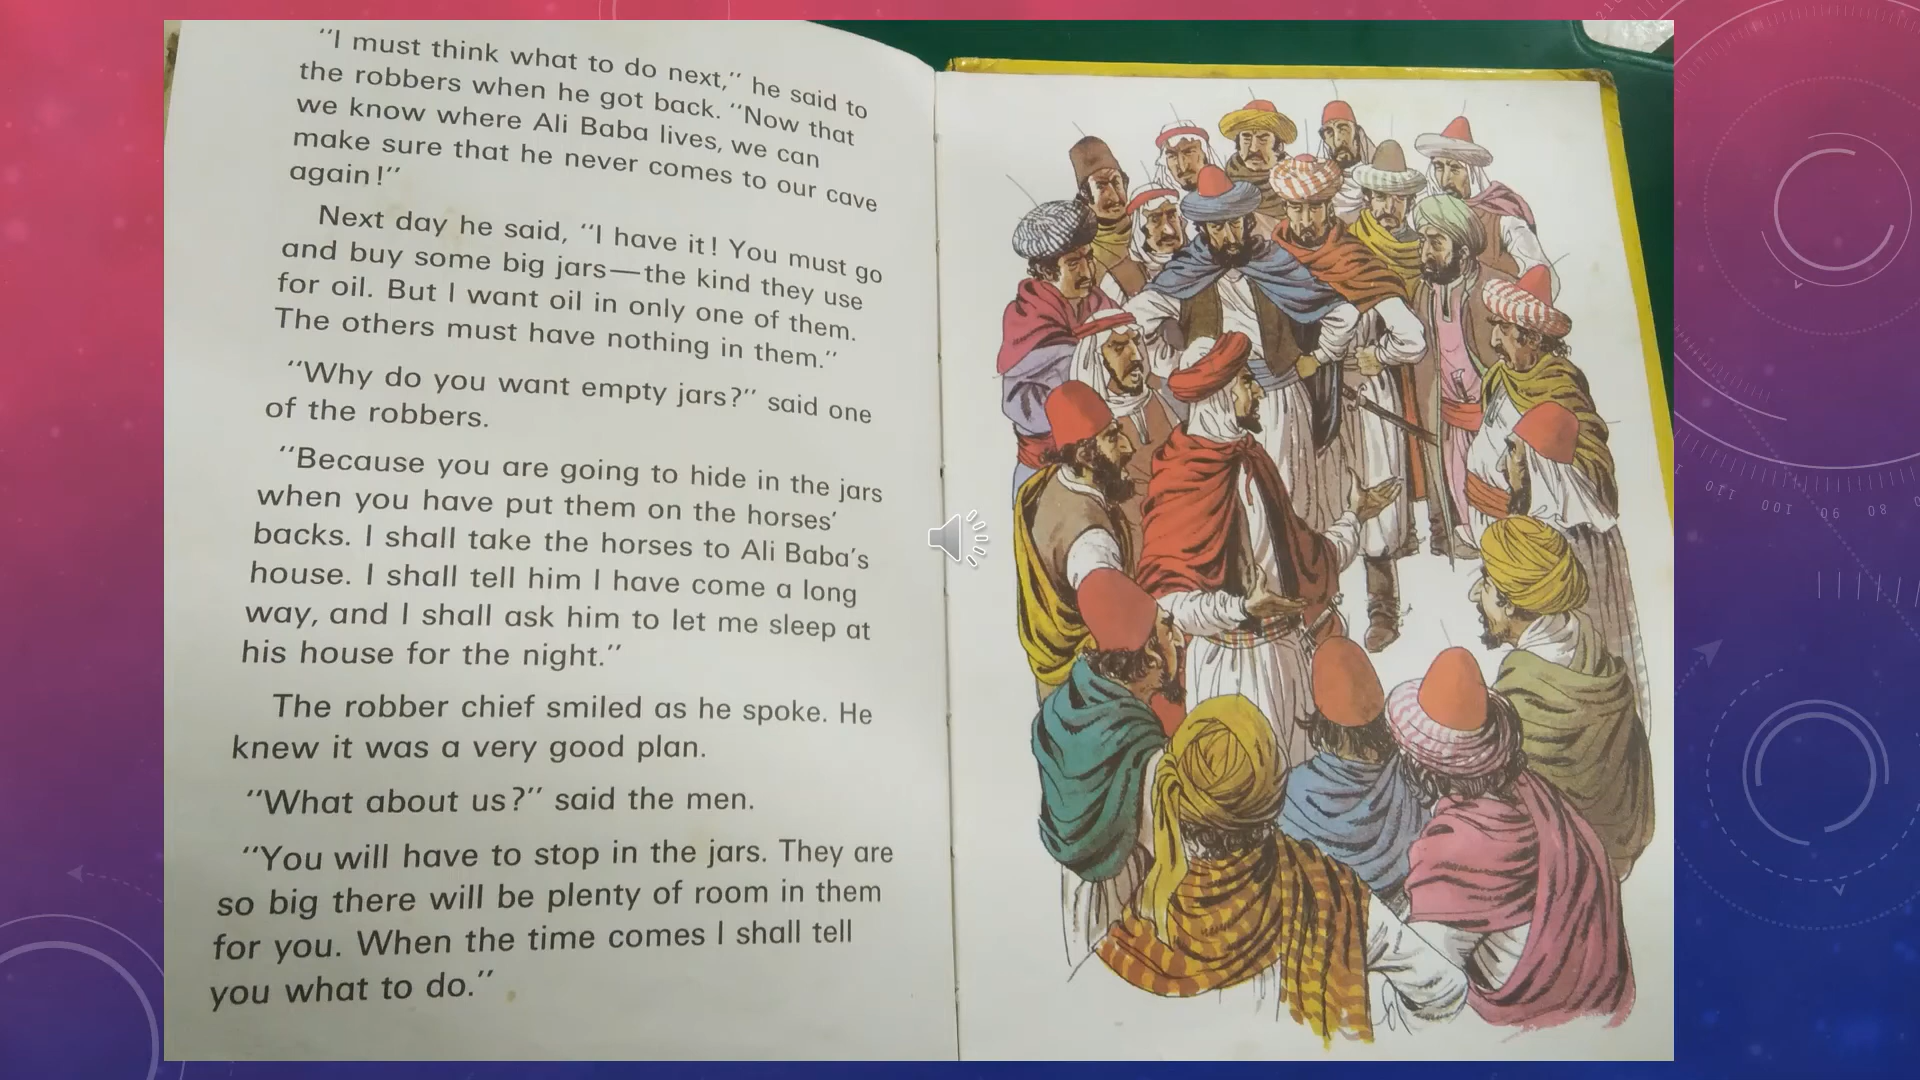 "I must think what to do next," he said to
the robbers when he got back. "Now that
we know where Ali Baba lives, we can
make sure that he never comes to our cave
again!"
Next day he said, "I have it! You must go
and buy some big jars—the kind they use
for oil. But I want oil in only one of them.
The others must have nothing in them."
"Why do you want empty jars?" said one
of the robbers.
"Because you are going to hide in the jars
when you have put them on the horses'
backs. I shall take the horses to Ali Baba's
house. I shall tell him I have come a long
way, and I shall ask him to let me sleep at
his house for the night."
The robber chief smiled as he spoke. He
knew it was a very good plan.
"What about us?" said the men.
"You will have to stop in the jars. They are
so big there will be plenty of room in them
for you. When the time comes I shall tell
you what to do."
110
100
90
80